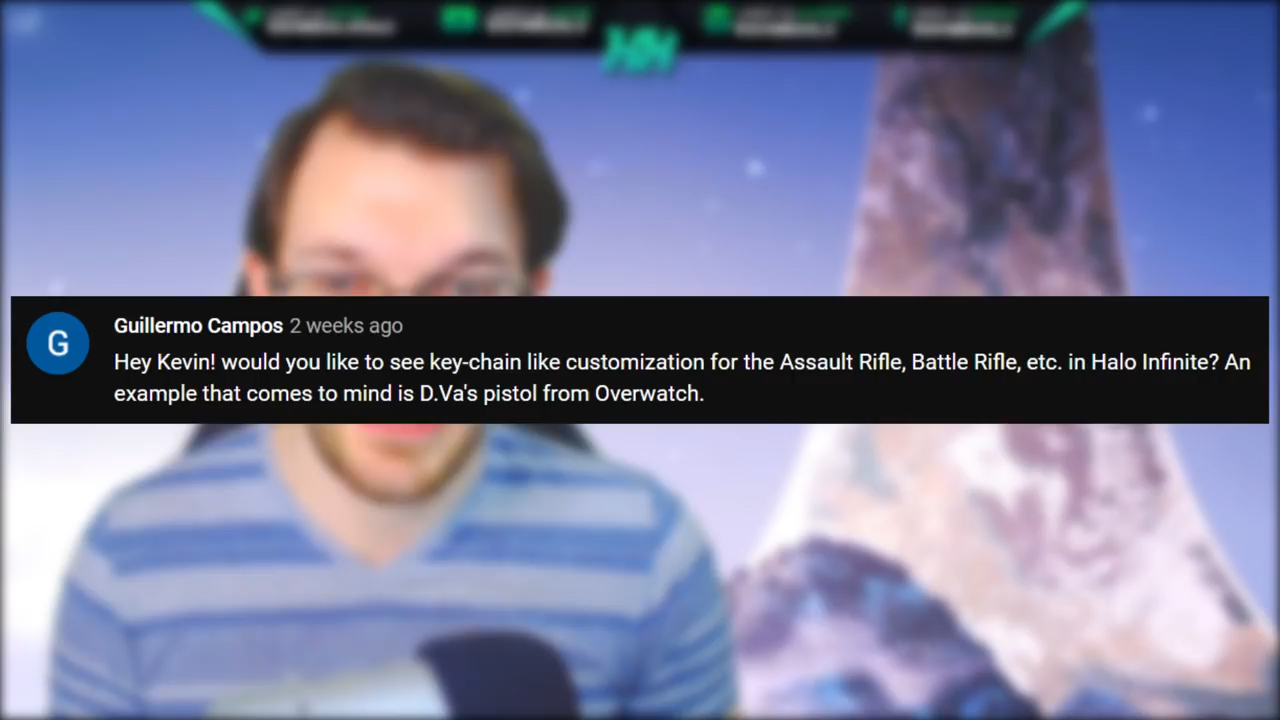 HH
G
Guillermo Campos 2 weeks ago
Hey Kevin! would you like to see key-chain like customization for the Assault Rifle, Battle Rifle, etc. in Halo Infinite? An
example that comes to mind is D.Va's pistol from Overwatch.